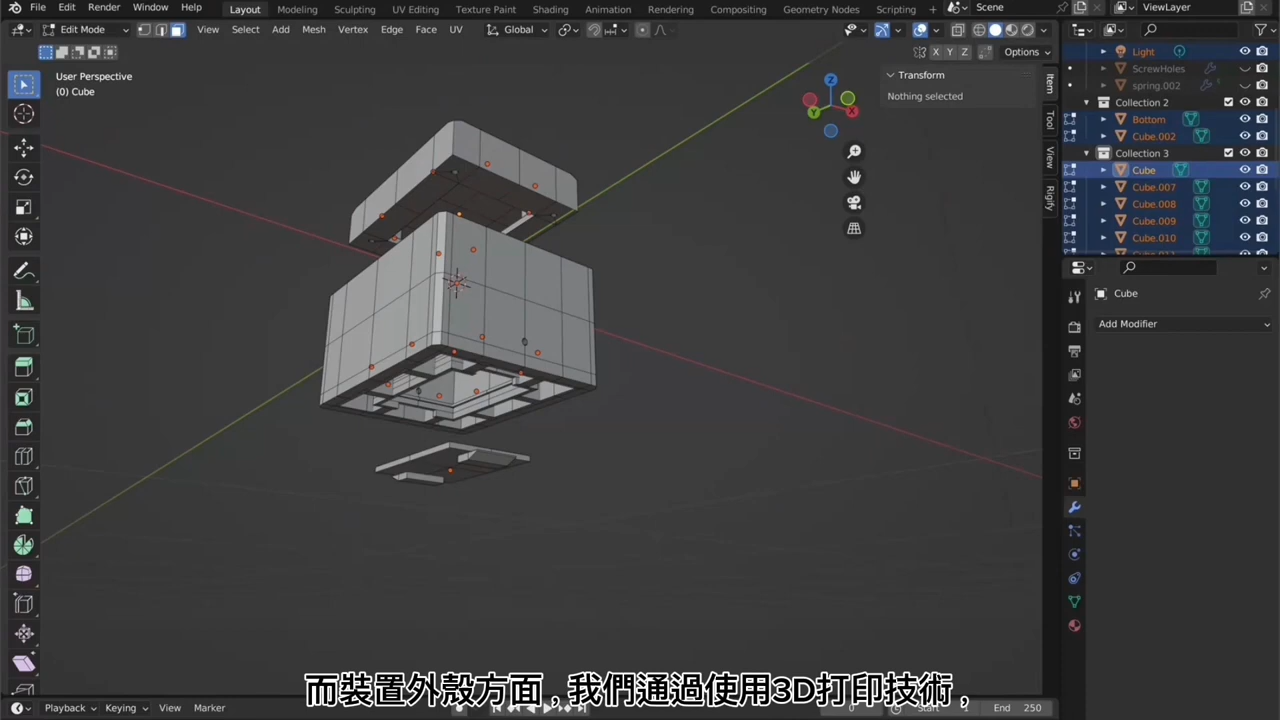 File Edit Render Window Help Layout Modeling Sculpting UV Editing Texture Paint Shading Animation Rendering Compositing Geometry Nodes Scripting Scene ViewLayer
Edit Mode View Select Add Mesh Vertex Edge Face UV Global
X Y Z Options
User Perspective
(0) Cube
Transform
Nothing selected
Item
Tool
View
Rigify
Z
X
Y
Light
ScrewHoles
spring.002
Collection 2
Bottom
Cube.002
Collection 3
Cube
Cube.007
Cube.008
Cube.009
Cube.010
Cube
Add Modifier
而裝置外殼方面,我們通過使用3D打印技術,
Playback Keying View Marker 0 Start 1 End 250